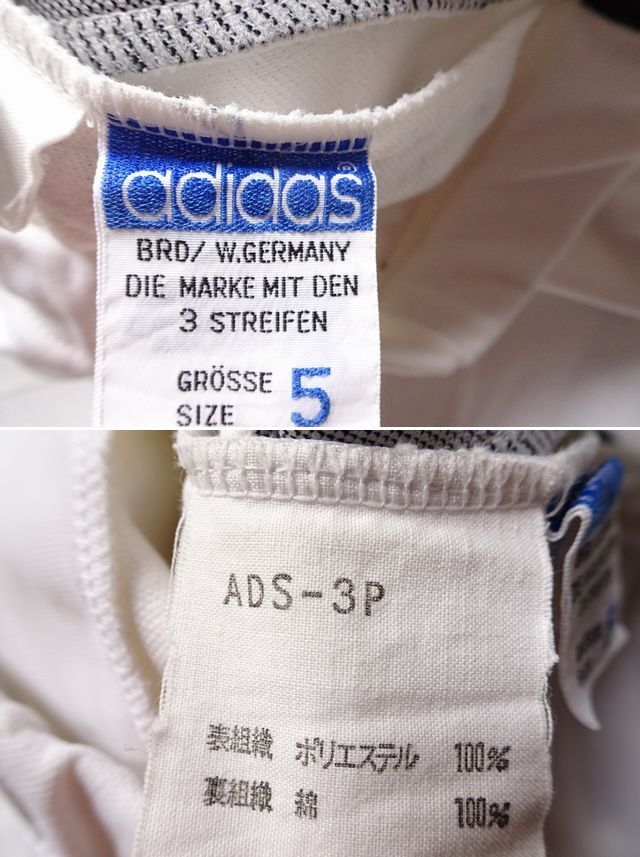 adidas®
BRD/ W.GERMANY
DIE MARKE MIT DEN
3 STREIFEN
GRÖSSE 5
SIZE
ADS-3P
表組織 ポリエステル 100%
裏組織 綿 100%